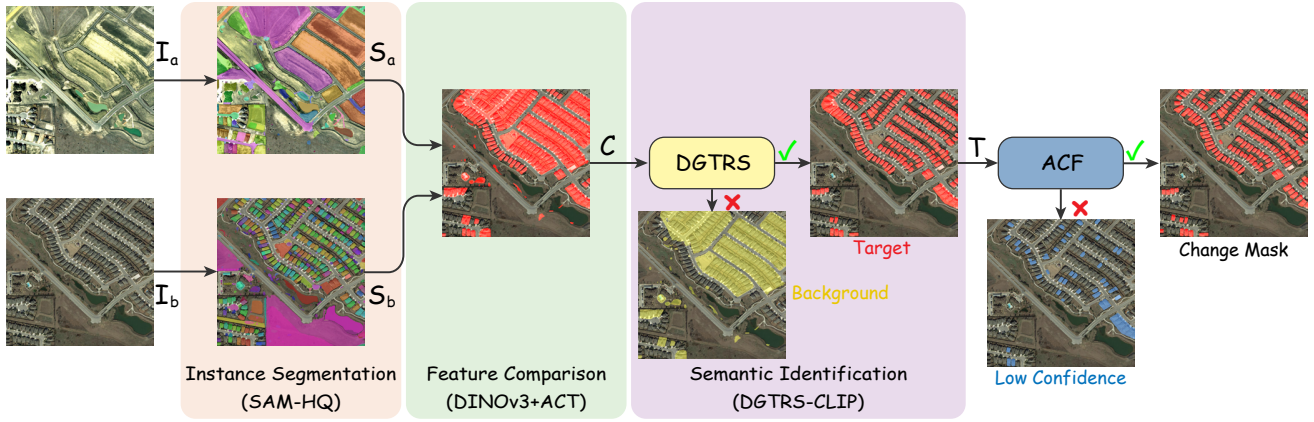 Iₐ
Sₐ
I_b
S_b
C
DGTRS
T
ACF
Target
Background
Change Mask
Low Confidence
Instance Segmentation
(SAM-HQ)
Feature Comparison
(DINOv3+ACT)
Semantic Identification
(DGTRS-CLIP)